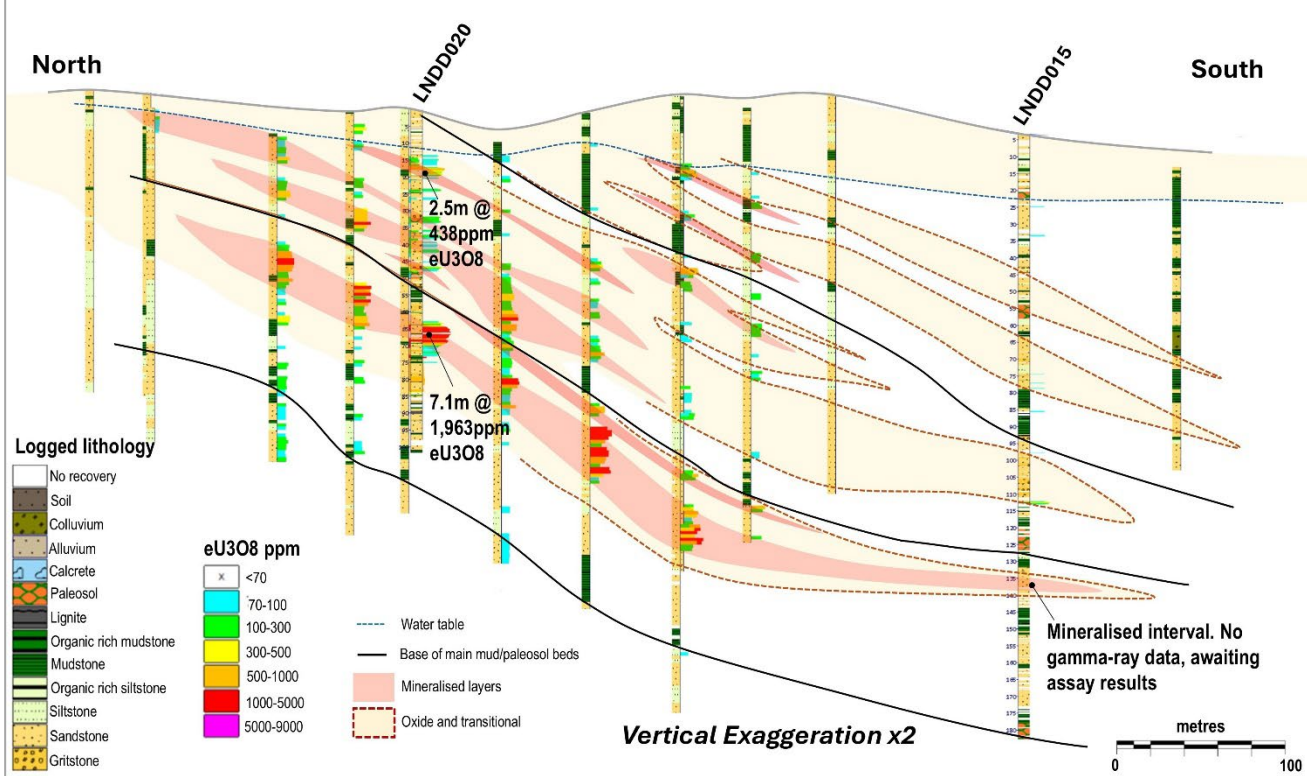 North
LNDD020
LNDD015
South
2.5m @
438ppm
eU3O8
7.1m @
1,963ppm
eU3O8
Mineralised interval. No
gamma-ray data, awaiting
assay results
Logged lithology
No recovery
Soil
Colluvium
Alluvium
Calcrete
Paleosol
Lignite
Organic rich mudstone
Mudstone
Organic rich siltstone
Siltstone
Sandstone
Gritstone
eU3O8 ppm
x <70
70-100
100-300
300-500
500-1000
1000-5000
5000-9000
Water table
Base of main mud/paleosol beds
Mineralised layers
Oxide and transitional
Vertical Exaggeration x2
metres
0 100